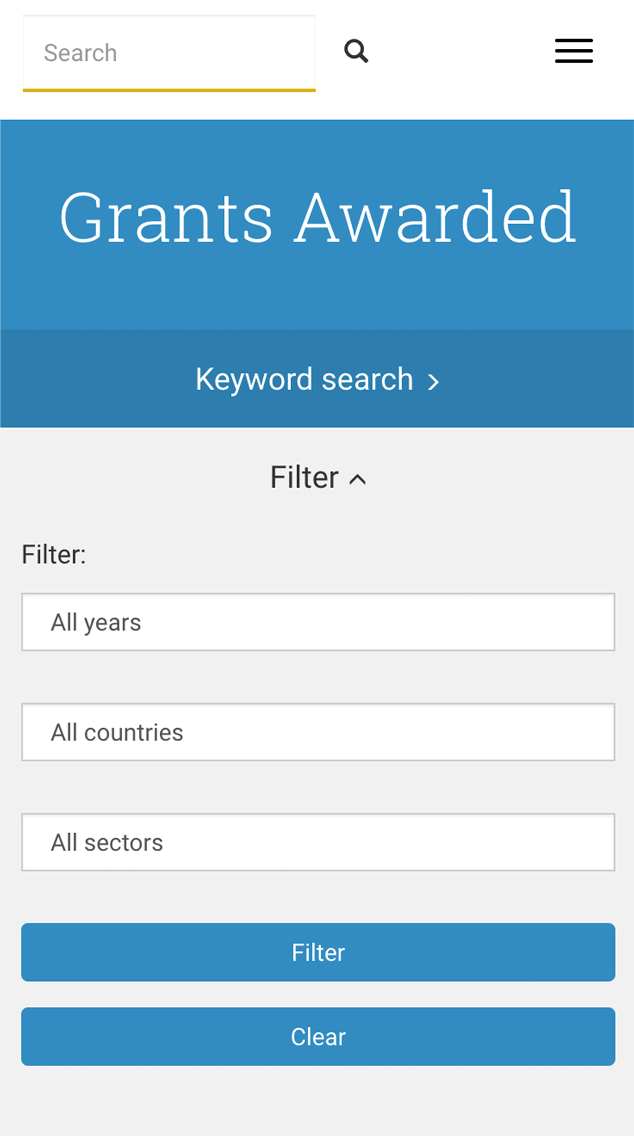 Search
Grants Awarded
Keyword search
Filter
Filter:
All years
All countries
All sectors
Filter
Clear